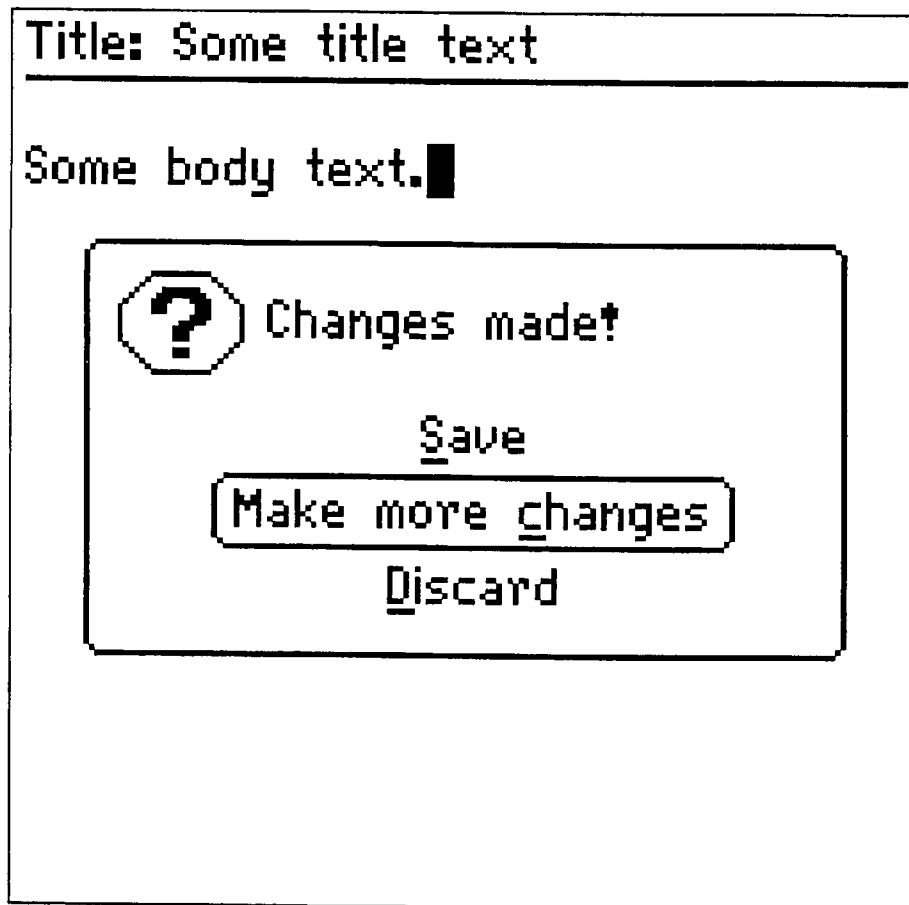 Title: Some title text
Some body text.
? Changes made!
Save
Make more changes
Discard